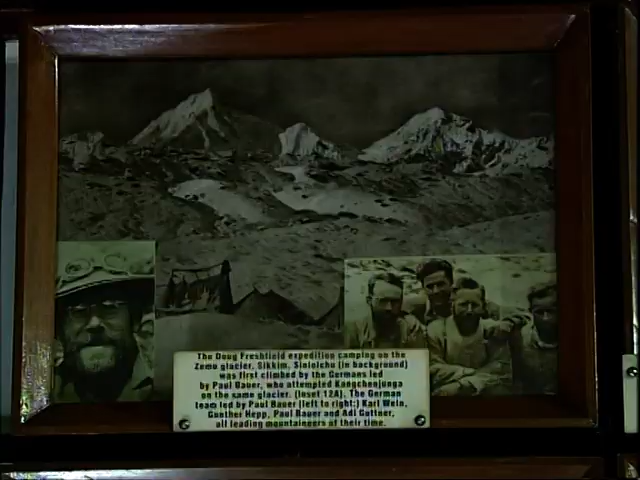 The Doug Freshfield expedition camping on the
Zemu glacier, Sikkim. Siniolchu (in background)
was first climbed by the Germans led
by Paul Bauer, who attempted Kangchenjunga
on the same glacier. (Inset 12A). The German
team led by Paul Bauer (left to right:) Karl Wein,
Gunther Hepp, Paul Bauer and Adi Gottner,
all leading mountaineers of their time.